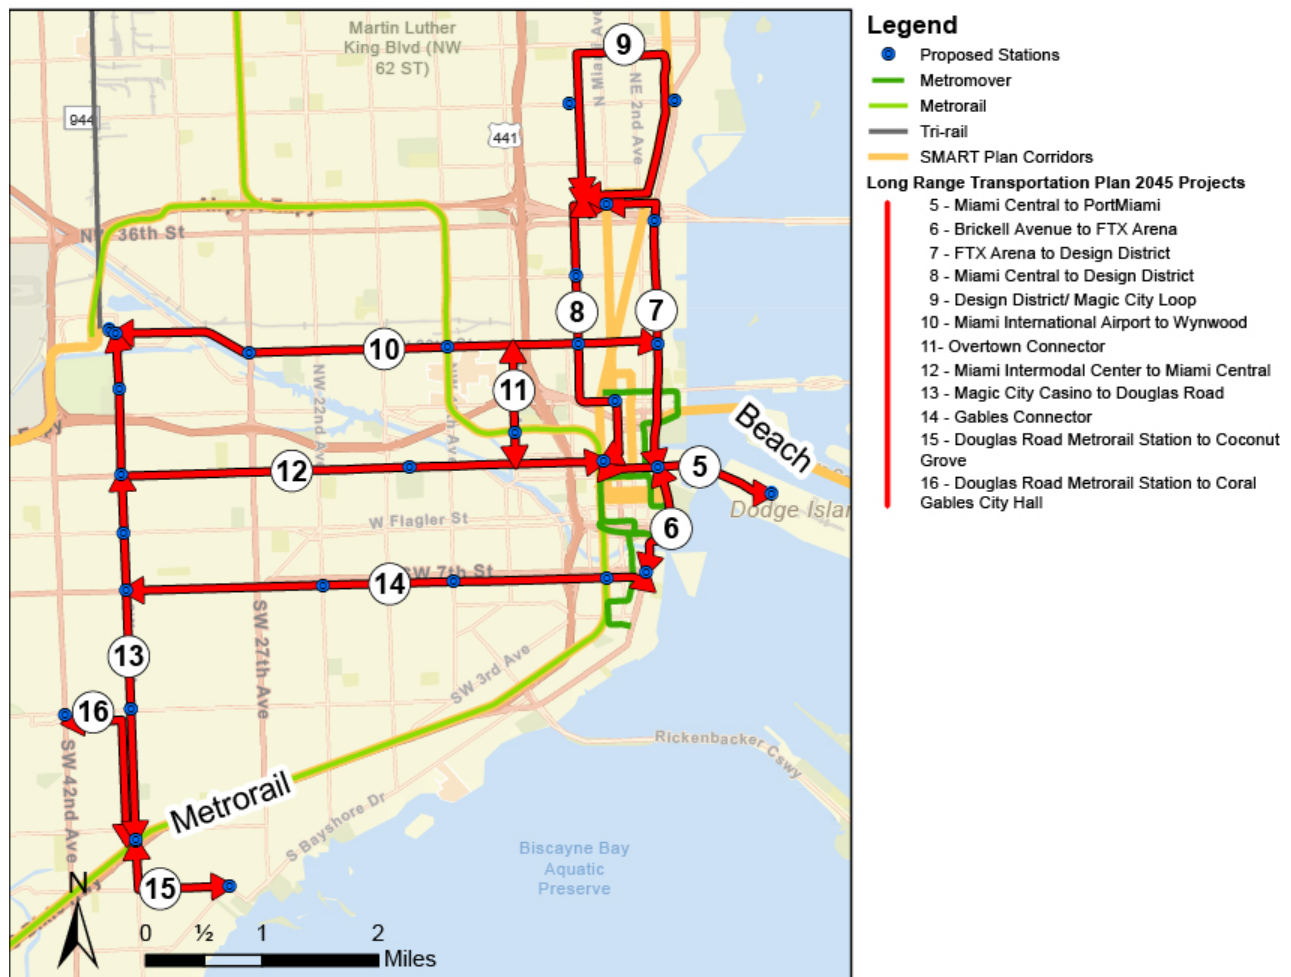 Martin Luther
King Blvd (NW
62 ST)
9
NE 2nd Ave
944
441
36th St
8
7
10
11
NW 22nd Ave
Beach
12
5
Dodge Islan
W Flagler St
6
SW 7th St
14
SW 27th Ave
13
SW 3rd Ave
16
Rickenbacker Cswy
SW 42nd Ave
Metrorail
S Bayshore Dr
Biscayne Bay
Aquatic
Preserve
N
15
0 ½ 1 2
Miles
Legend
Proposed Stations
Metromover
Metrorail
Tri-rail
SMART Plan Corridors
Long Range Transportation Plan 2045 Projects
5 - Miami Central to PortMiami
6 - Brickell Avenue to FTX Arena
7 - FTX Arena to Design District
8 - Miami Central to Design District
9 - Design District/ Magic City Loop
10 - Miami International Airport to Wynwood
11- Overtown Connector
12 - Miami Intermodal Center to Miami Central
13 - Magic City Casino to Douglas Road
14 - Gables Connector
15 - Douglas Road Metrorail Station to Coconut
Grove
16 - Douglas Road Metrorail Station to Coral
Gables City Hall